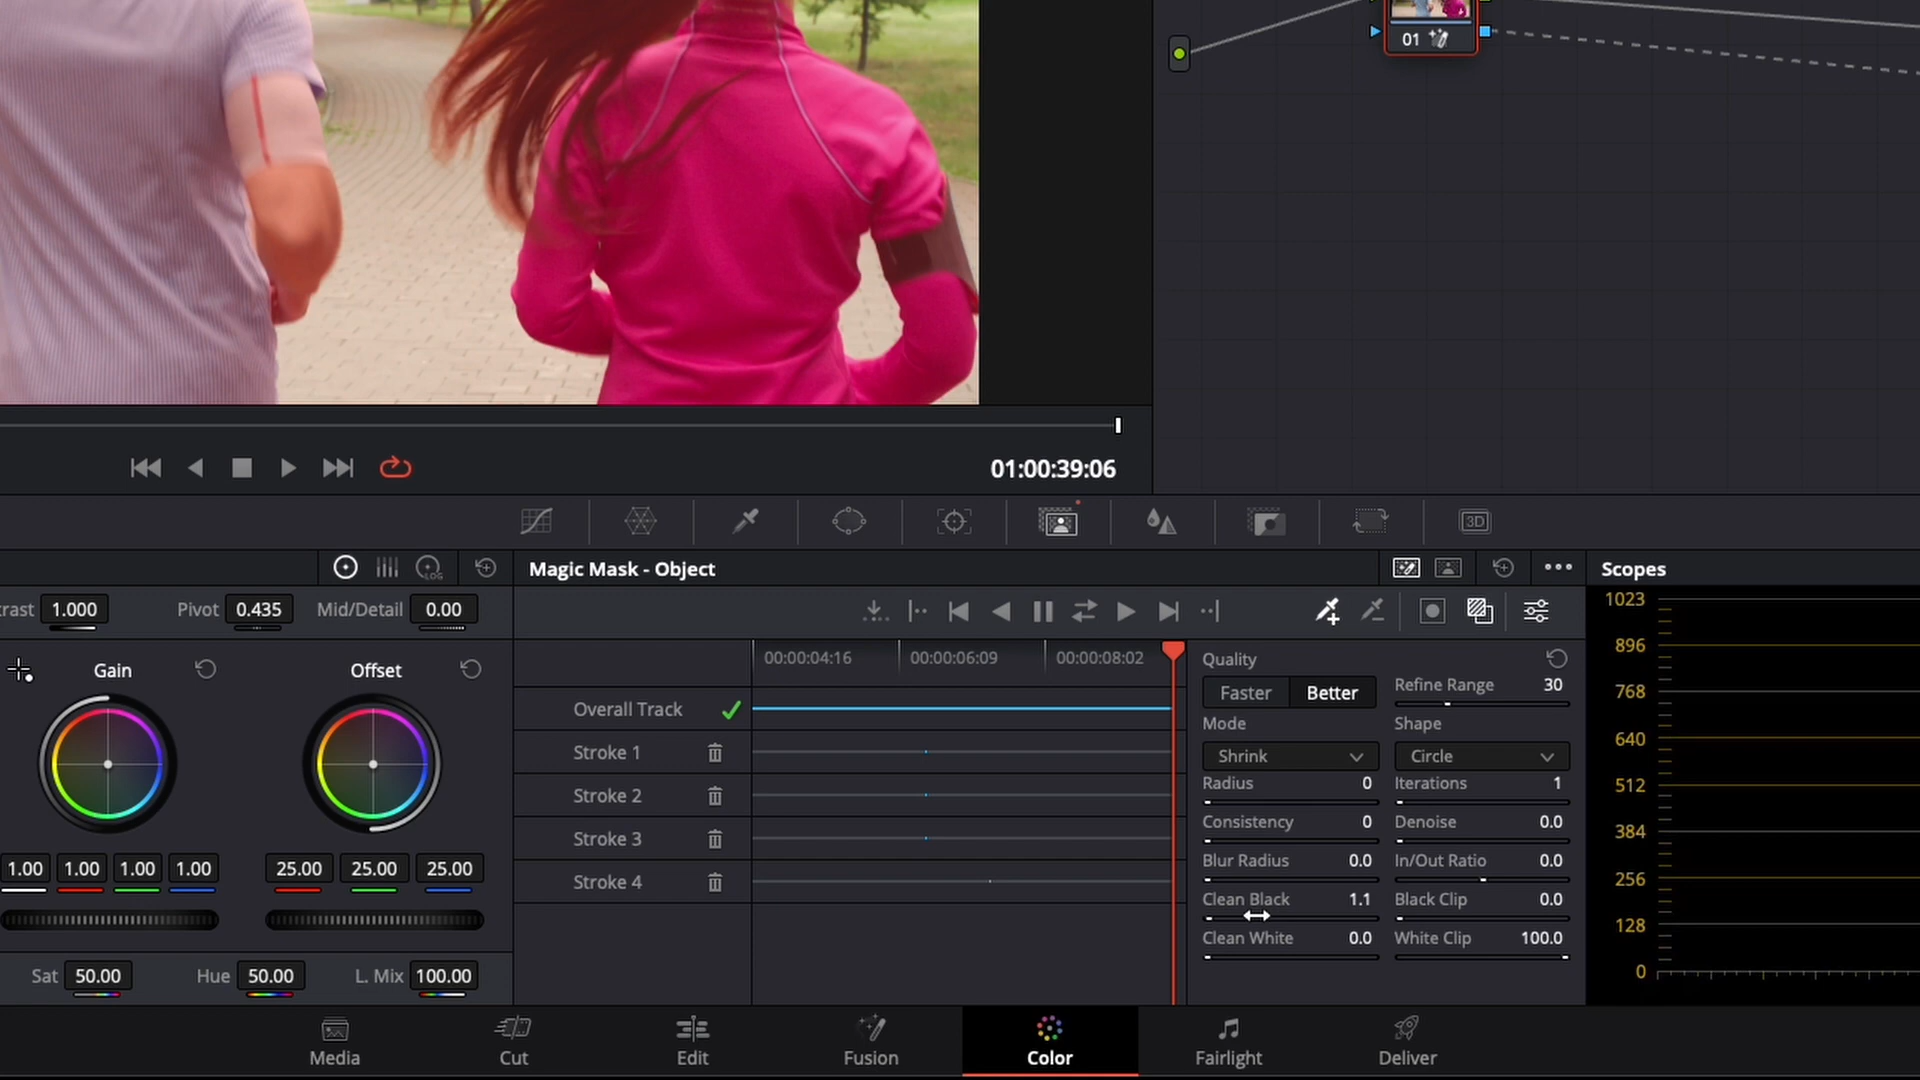 01
01:00:39:06
3D
LOG
Magic Mask - Object
Scopes
rast 1.000 Pivot 0.435 Mid/Detail 0.00
Gain Offset
1.00 1.00 1.00 1.00 25.00 25.00 25.00
Sat 50.00 Hue 50.00 L. Mix 100.00
00:00:04:16 00:00:06:09 00:00:08:02
Overall Track
Stroke 1
Stroke 2
Stroke 3
Stroke 4
Quality
Faster Better Refine Range 30
Mode Shape
Shrink Circle
Radius 0 Iterations 1
Consistency 0 Denoise 0.0
Blur Radius 0.0 In/Out Ratio 0.0
Clean Black 1.1 Black Clip 0.0
Clean White 0.0 White Clip 100.0
1023
896
768
640
512
384
256
128
0
Media Cut Edit Fusion Color Fairlight Deliver